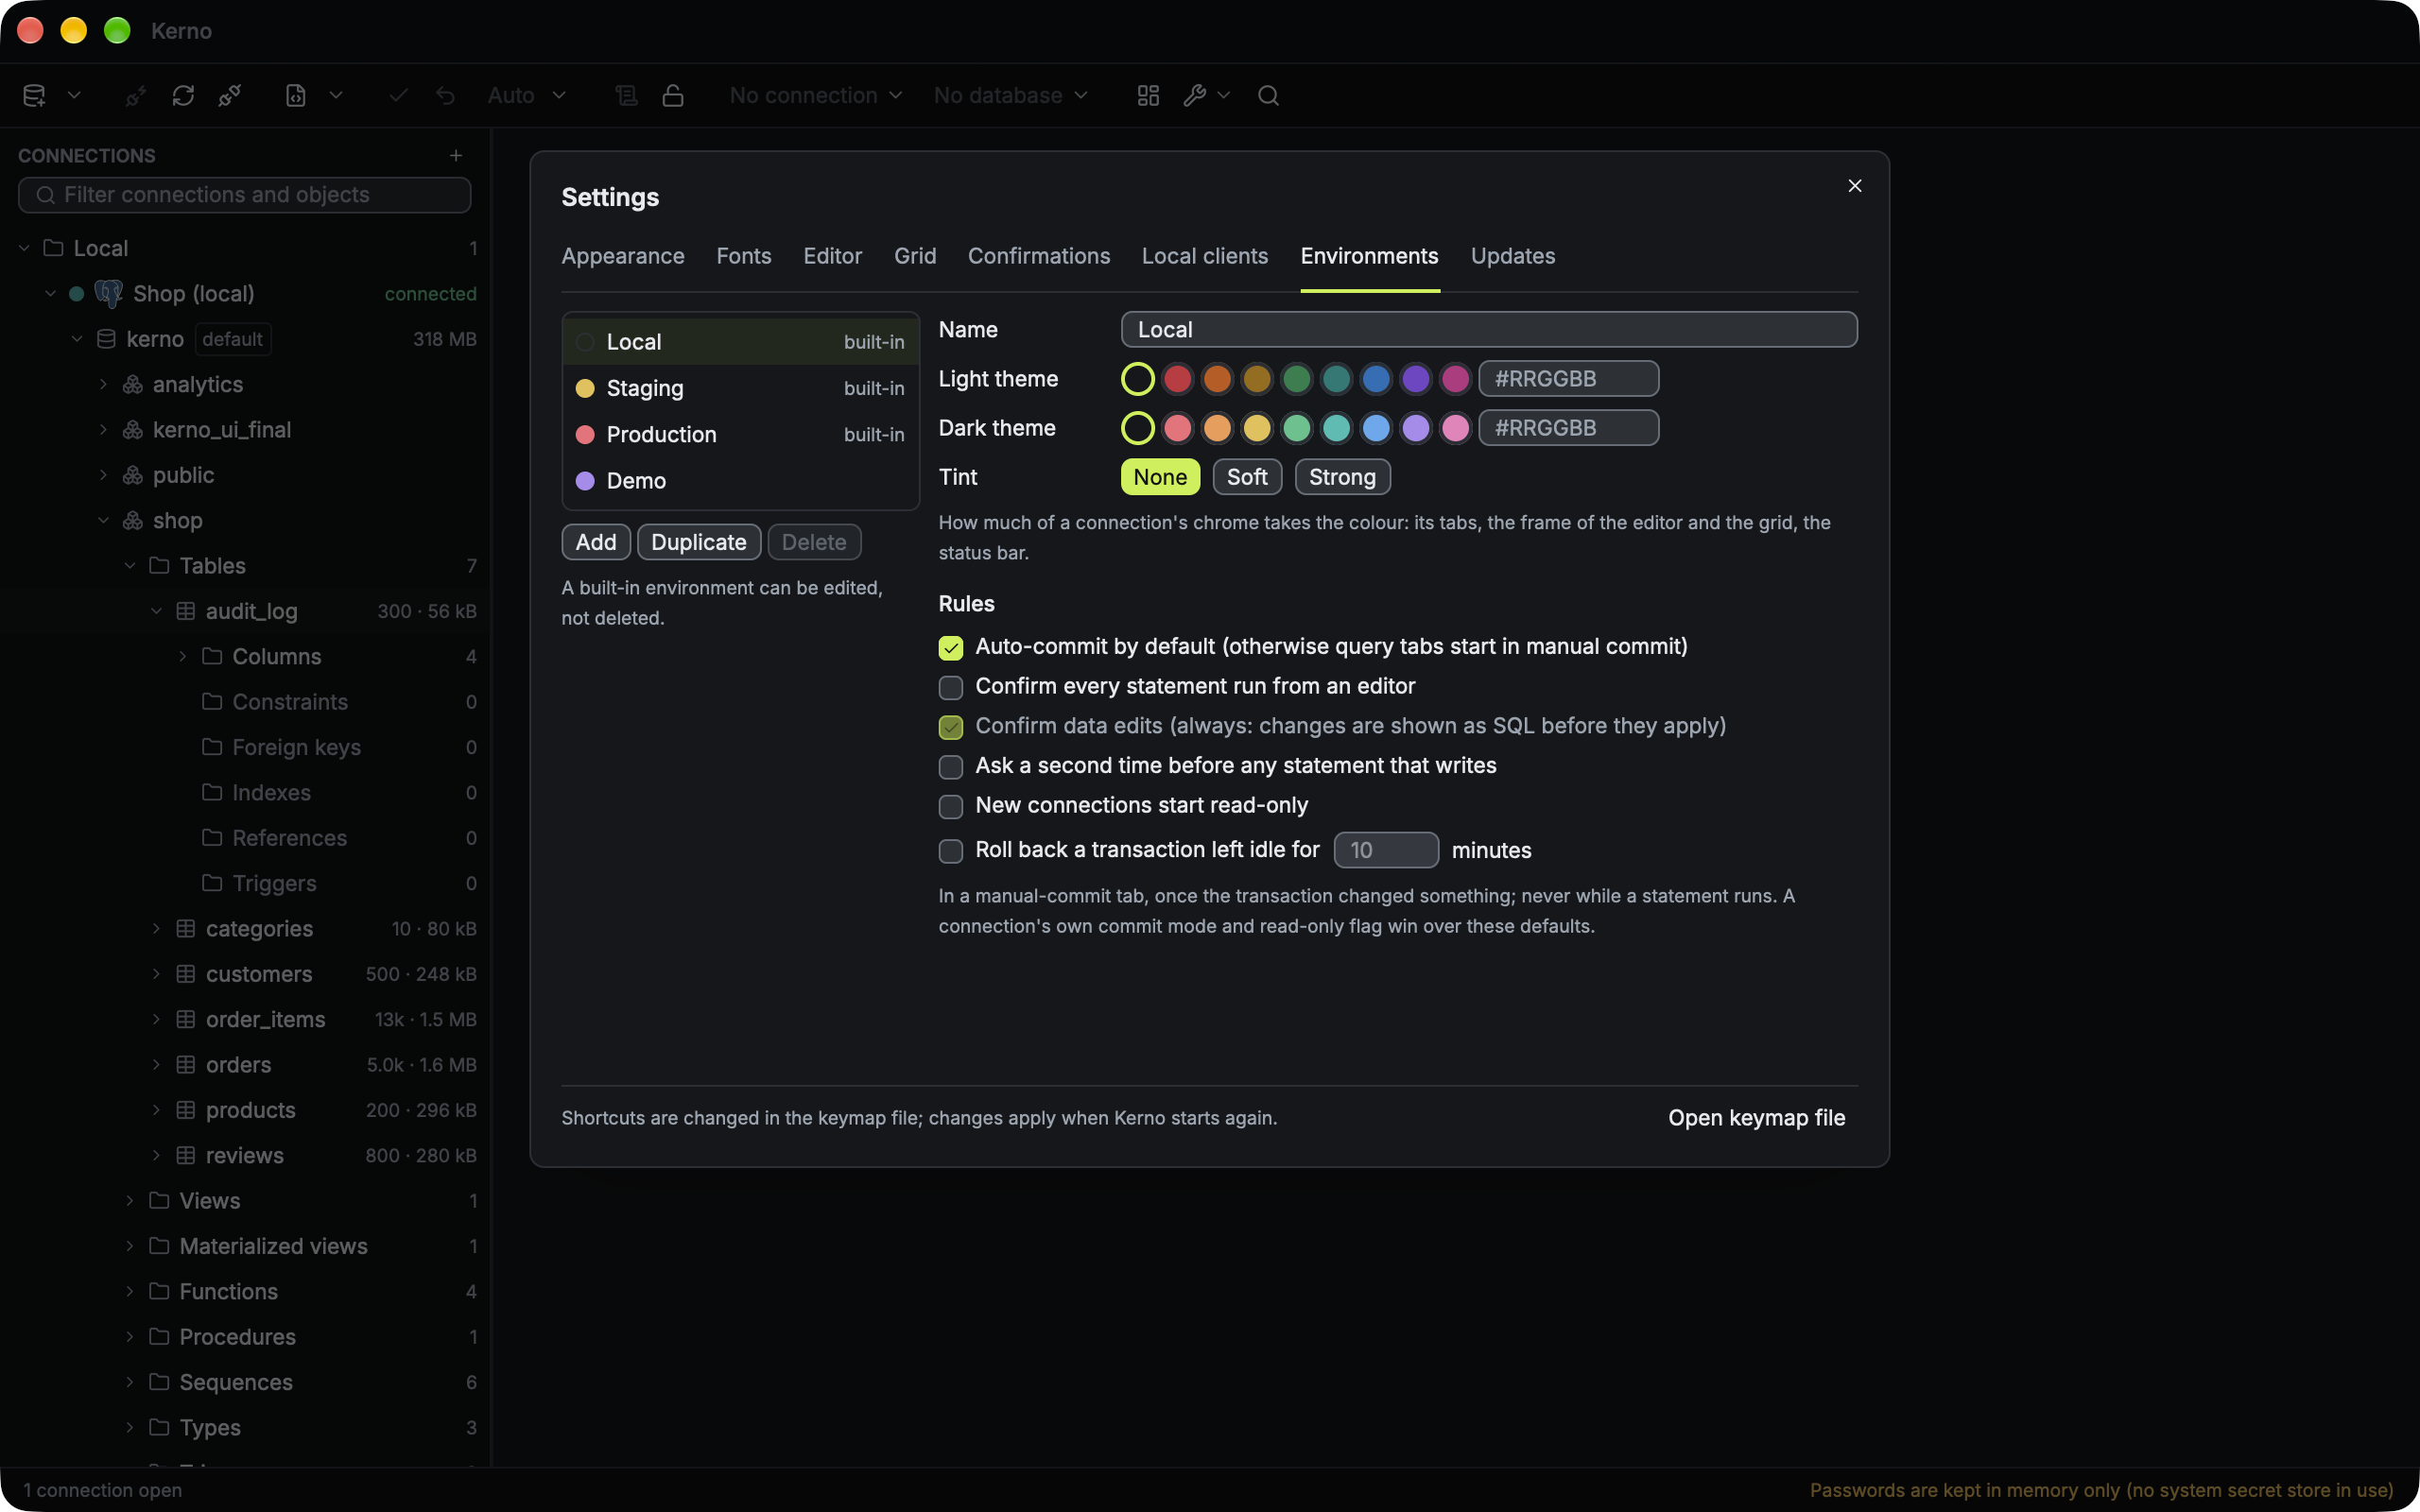 Kerno
Auto
No connection
No database
CONNECTIONS
Filter connections and objects
Local 1
Shop (local) connected
kerno default 318 MB
analytics
kerno_ui_final
public
shop
Tables 7
audit_log 300 · 56 kB
Columns 4
Constraints 0
Foreign keys 0
Indexes 0
References 0
Triggers 0
categories 10 · 80 kB
customers 500 · 248 kB
order_items 13k · 1.5 MB
orders 5.0k · 1.6 MB
products 200 · 296 kB
reviews 800 · 280 kB
Views 1
Materialized views 1
Functions 4
Procedures 1
Sequences 6
Types 3
Settings
Appearance Fonts Editor Grid Confirmations Local clients Environments Updates
Local built-in
Staging built-in
Production built-in
Demo
Add Duplicate Delete
A built-in environment can be edited,
not deleted.
Name Local
Light theme #RRGGBB
Dark theme #RRGGBB
Tint None Soft Strong
How much of a connection's chrome takes the colour: its tabs, the frame of the editor and the grid, the
status bar.
Rules
Auto-commit by default (otherwise query tabs start in manual commit)
Confirm every statement run from an editor
Confirm data edits (always: changes are shown as SQL before they apply)
Ask a second time before any statement that writes
New connections start read-only
Roll back a transaction left idle for 10 minutes
In a manual-commit tab, once the transaction changed something; never while a statement runs. A
connection's own commit mode and read-only flag win over these defaults.
Shortcuts are changed in the keymap file; changes apply when Kerno starts again.
Open keymap file
1 connection open
Passwords are kept in memory only (no system secret store in use)